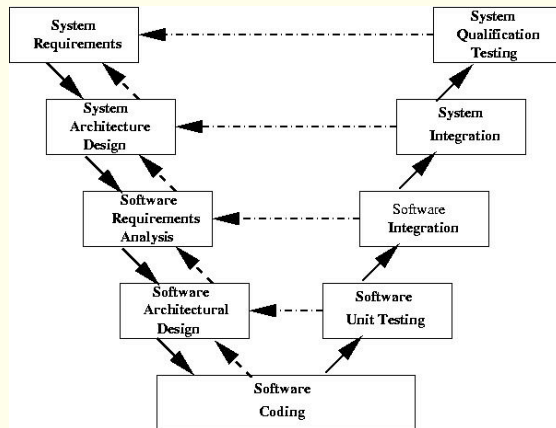 System
Requirements
System
Qualification
Testing
System
Architecture
Design
System
Integration
Software
Requirements
Analysis
Software
Integration
Software
Architectural
Design
Software
Unit Testing
Software
Coding